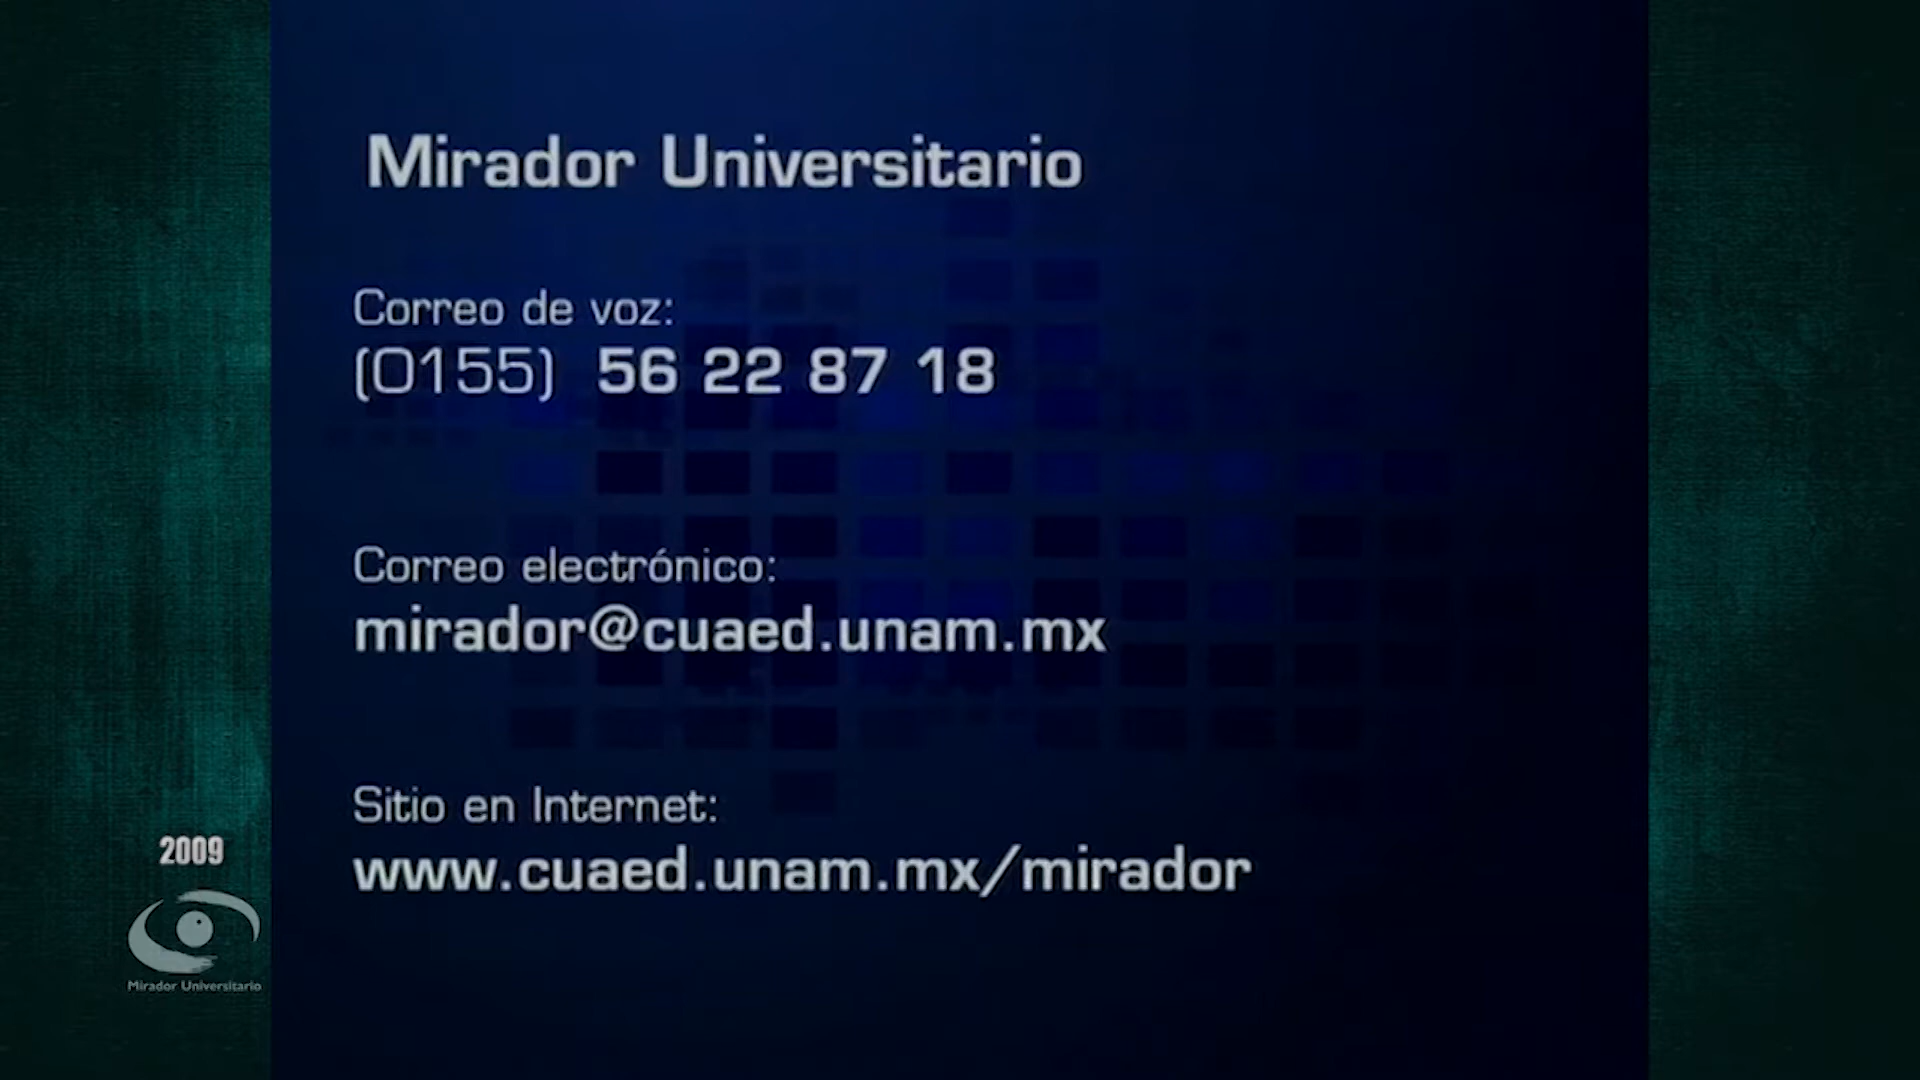 Mirador Universitario
Correo de voz:
(0155) 56 22 87 18
Correo electrónico:
mirador@cuaed.unam.mx
Sitio en Internet:
www.cuaed.unam.mx/mirador
2009
Mirador Universitario